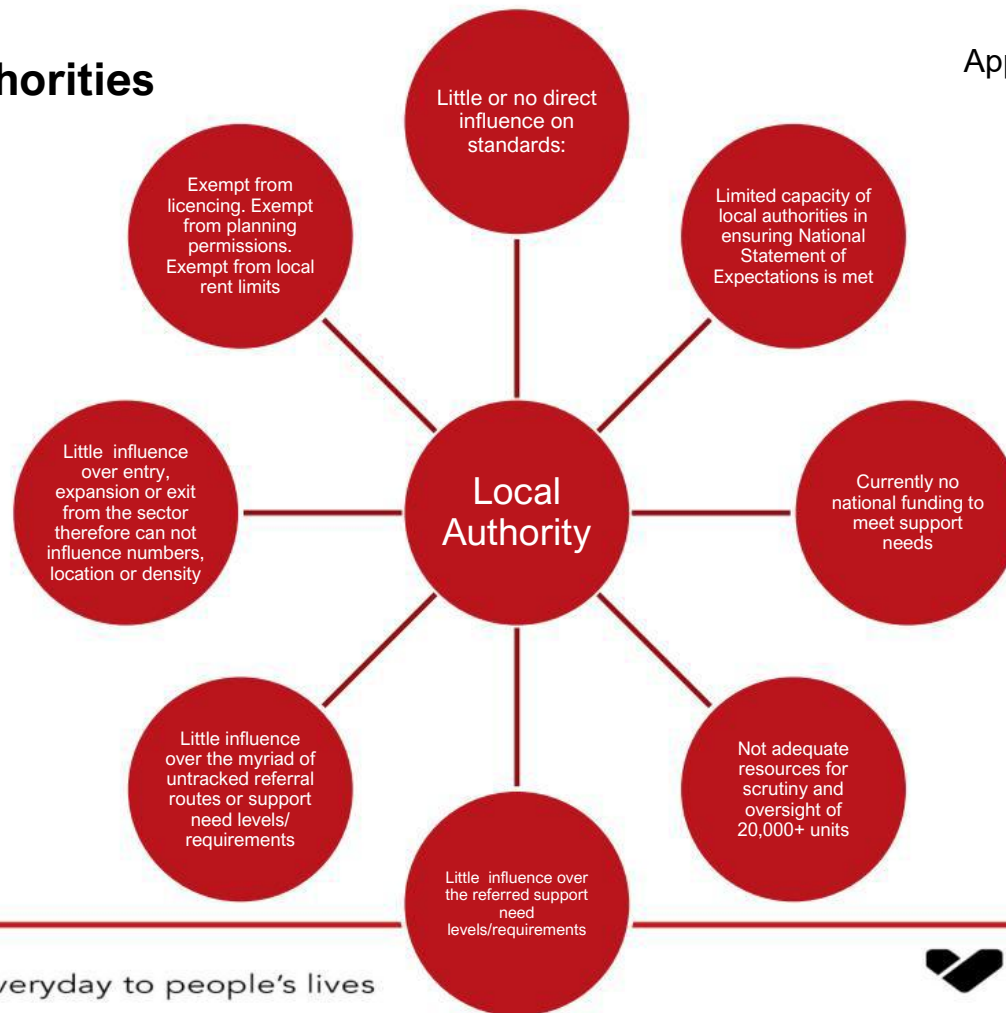 horities
App
Little or no direct
influence on
standards:
Exempt from
licencing. Exempt
from planning
permissions.
Exempt from local
rent limits
Limited capacity of
local authorities in
ensuring National
Statement of
Expectations is met
Little influence
over entry,
expansion or exit
from the sector
therefore can not
influence numbers,
location or density
Local
Authority
Currently no
national funding to
meet support
needs
Little influence
over the myriad of
untracked referral
routes or support
need levels/
requirements
Not adequate
resources for
scrutiny and
oversight of
20,000+ units
Little influence over
the referred support
need
levels/requirements
veryday to people's lives